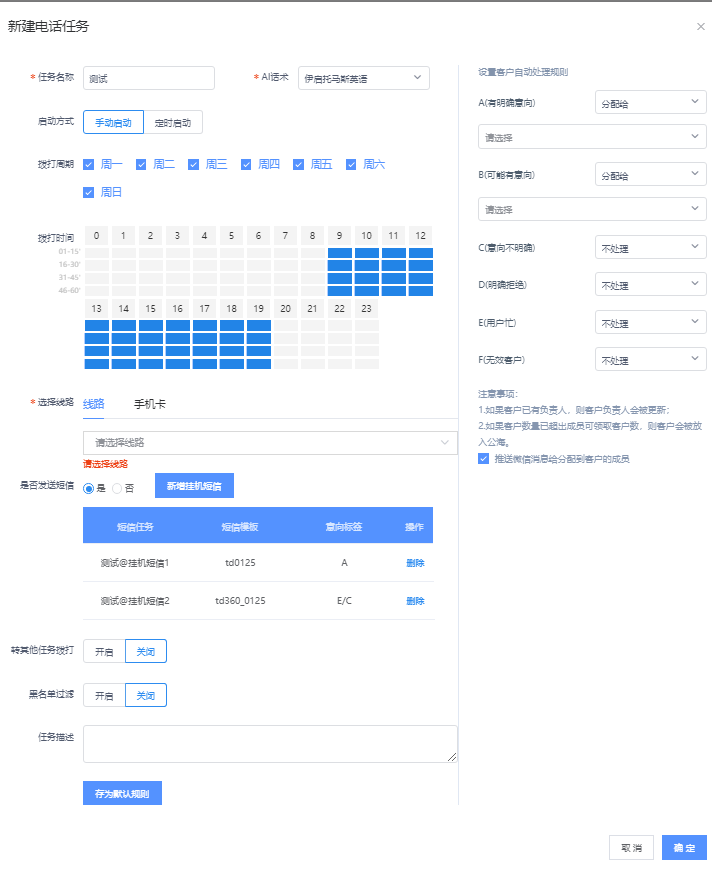 新建电话任务
* 任务名称 测试 * AI话术 伊启托马斯英语
启动方式 手动启动 定时启动
拨打周期 周一 周二 周三 周四 周五 周六
周日
拨打时间 0 1 2 3 4 5 6 7 8 9 10 11 12
01-15'
16-30'
31-45'
46-60'
13 14 15 16 17 18 19 20 21 22 23
* 选择线路 线路 手机卡
请选择线路
请选择线路
是否发送短信 是 否 新增挂机短信
短信任务 短信模板 意向标签 操作
测试@挂机短信1 td0125 A 删除
测试@挂机短信2 td360_0125 E/C 删除
转其他任务拨打 开启 关闭
黑名单过滤 开启 关闭
任务描述
存为默认规则
设置客户自动处理规则
A(有明确意向) 分配给
请选择
B(可能有意向) 分配给
请选择
C(意向不明确) 不处理
D(明确拒绝) 不处理
E(用户忙) 不处理
F(无效客户) 不处理
注意事项:
1.如果客户已有负责人，则客户负责人会被更新;
2.如果客户数量已超出成员可领取客户数，则客户会被放
入公海。
推送微信消息给分配到客户的成员
取消 确定